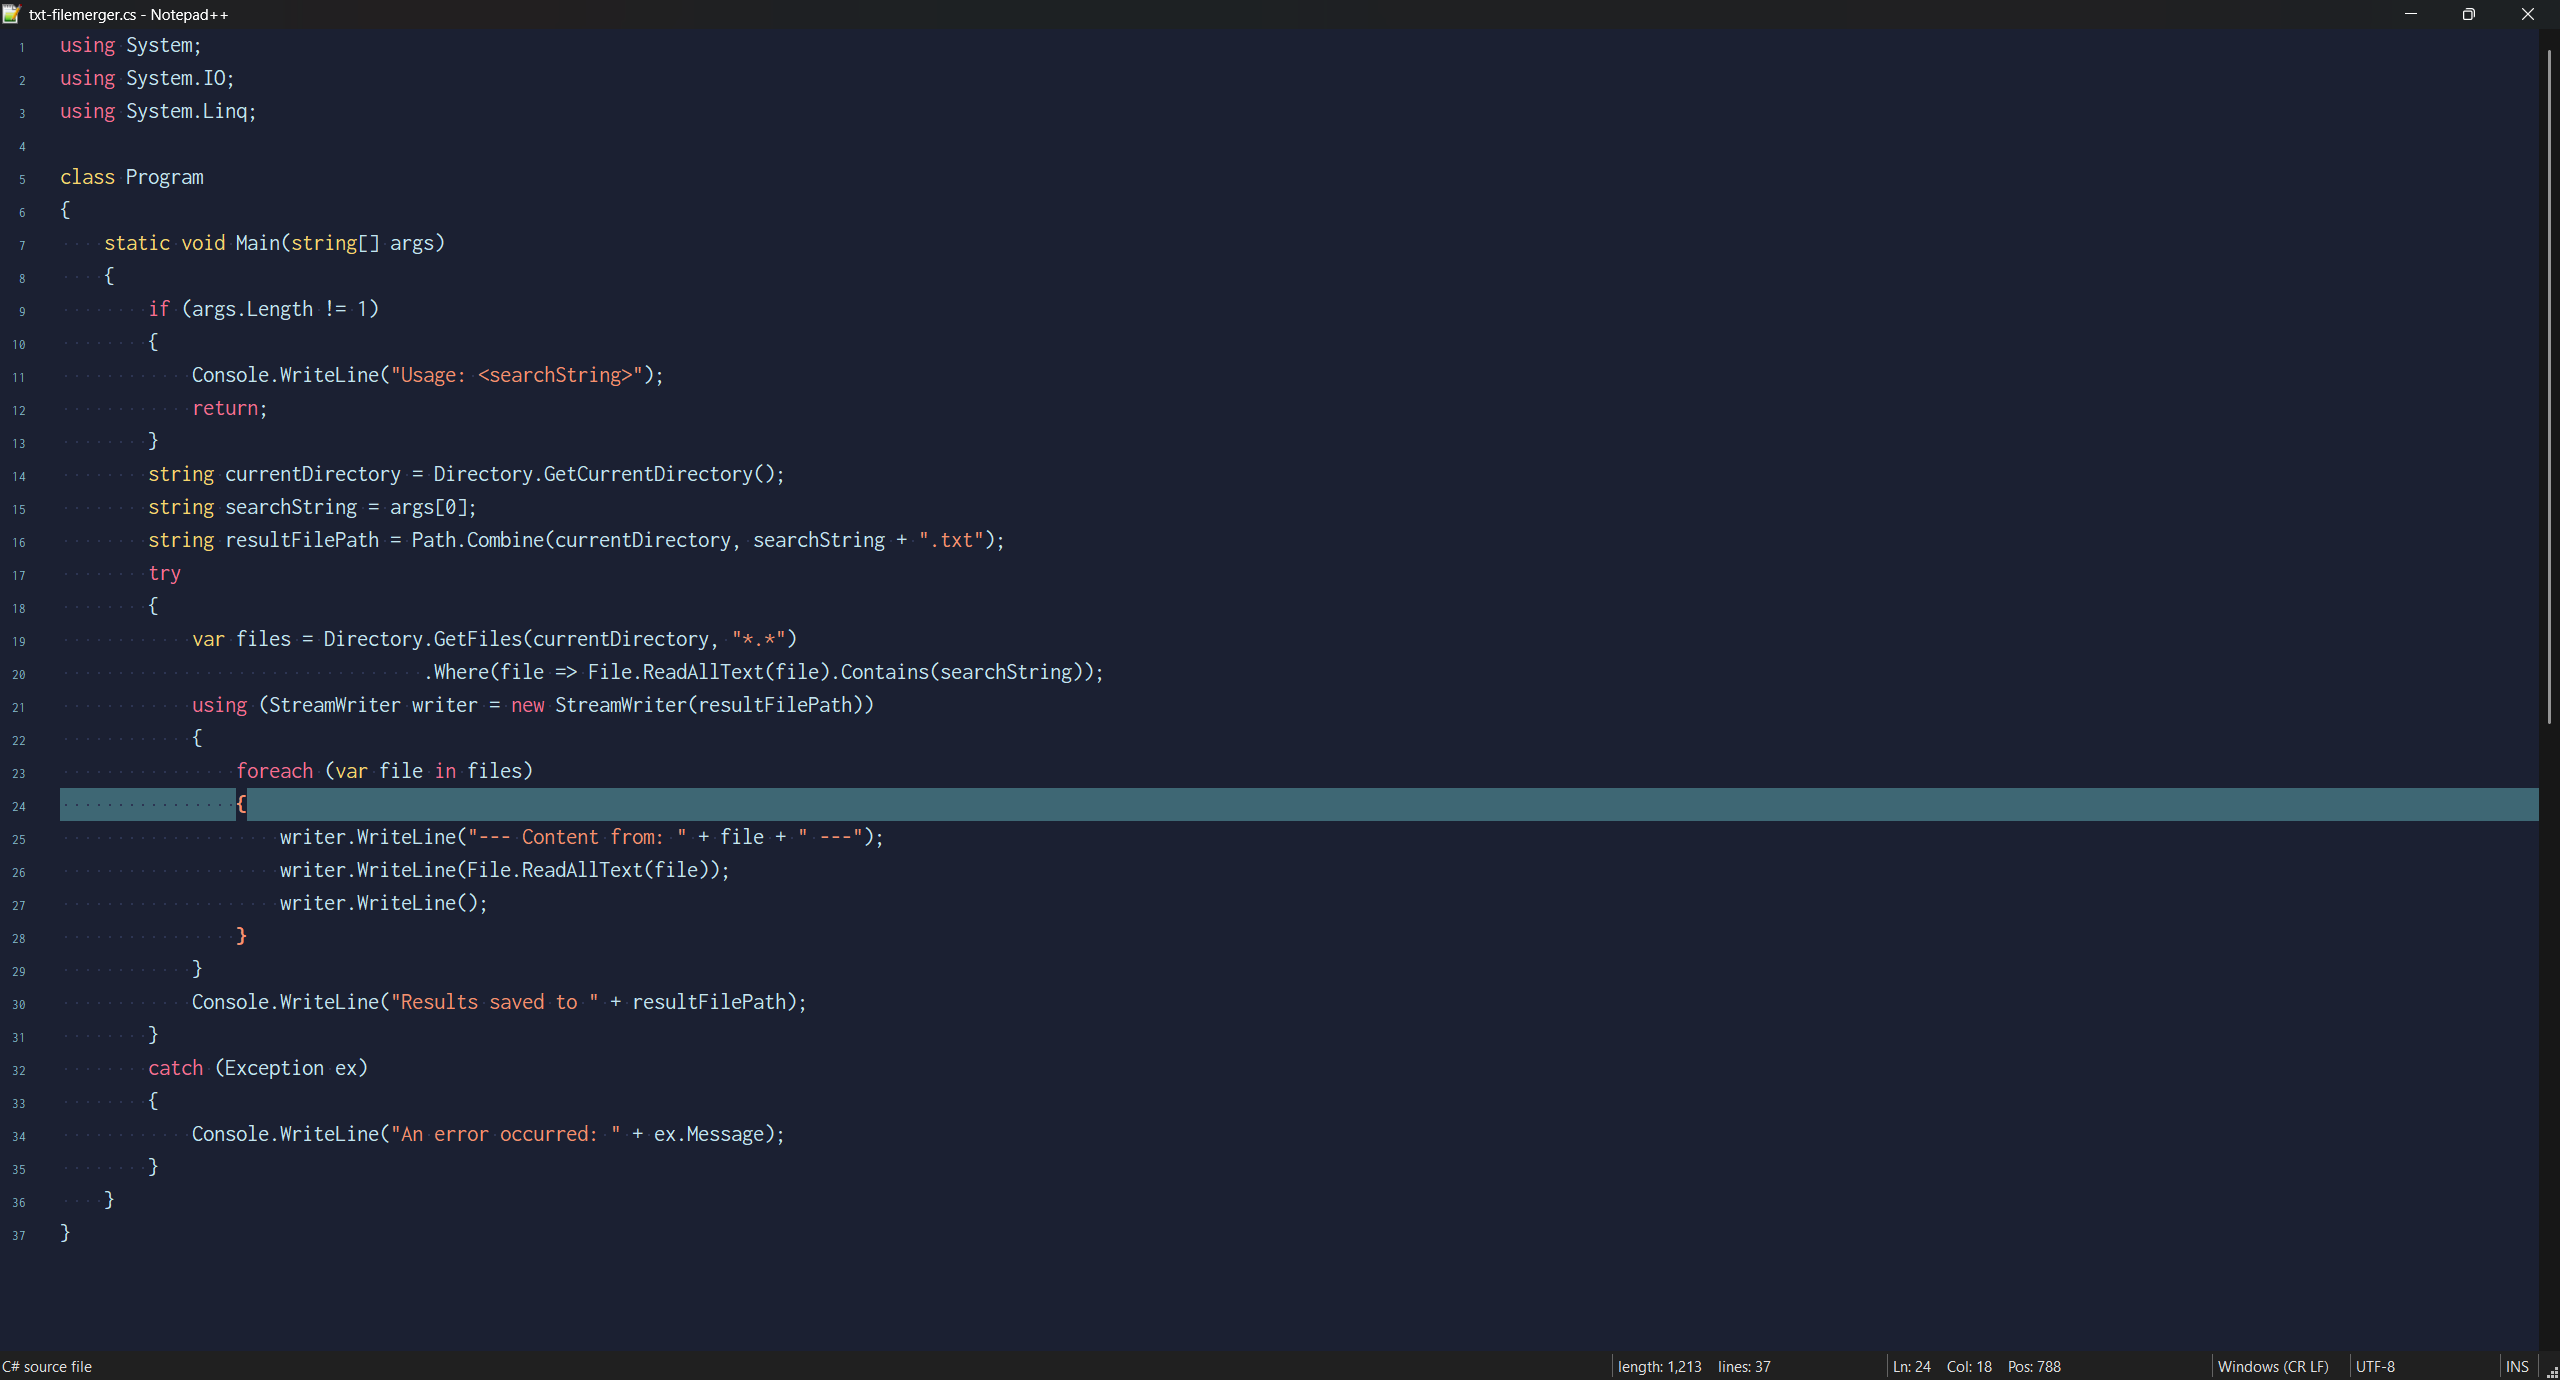 txt-filemerger.cs - Notepad++
1 using System;
2 using System.IO;
3 using System.Linq;
4
5 class Program
6 {
7     static void Main(string[] args)
8     {
9         if (args.Length != 1)
10         {
11             Console.WriteLine("Usage: <searchString>");
12             return;
13         }
14         string currentDirectory = Directory.GetCurrentDirectory();
15         string searchString = args[0];
16         string resultFilePath = Path.Combine(currentDirectory, searchString + ".txt");
17         try
18         {
19             var files = Directory.GetFiles(currentDirectory, "*.*")
20                                  .Where(file => File.ReadAllText(file).Contains(searchString));
21             using (StreamWriter writer = new StreamWriter(resultFilePath))
22             {
23                 foreach (var file in files)
24                 {
25                     writer.WriteLine("--- Content from: " + file + " ---");
26                     writer.WriteLine(File.ReadAllText(file));
27                     writer.WriteLine();
28                 }
29             }
30             Console.WriteLine("Results saved to " + resultFilePath);
31         }
32         catch (Exception ex)
33         {
34             Console.WriteLine("An error occurred: " + ex.Message);
35         }
36     }
37 }
C# source file length: 1,213 lines: 37 Ln: 24 Col: 18 Pos: 788 Windows (CR LF) UTF-8 INS